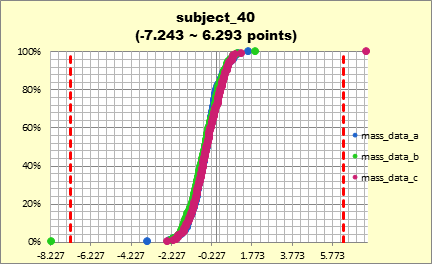 subject_40
(-7.243 ~ 6.293 points)
100%
80%
60%
40%
20%
0%
-8.227 -6.227 -4.227 -2.227 -0.227 1.773 3.773 5.773
mass_data_a
mass_data_b
mass_data_c